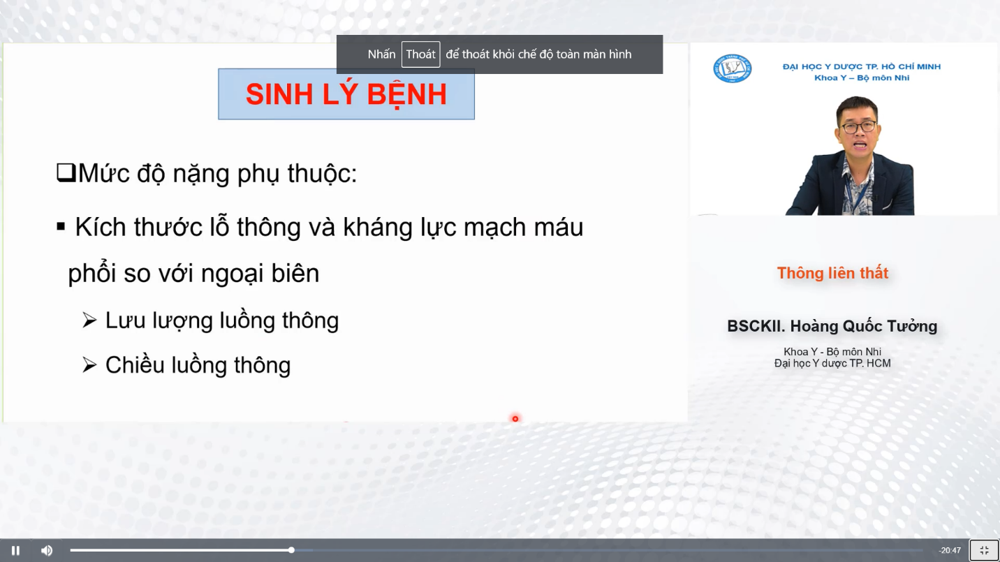 Nhấn Thoát để thoát khỏi chế độ toàn màn hình
SINH LÝ BỆNH
❑Mức độ nặng phụ thuộc:
▪ Kích thước lỗ thông và kháng lực mạch máu
phổi so với ngoại biên
➢ Lưu lượng luồng thông
➢ Chiều luồng thông
ĐẠI HỌC Y DƯỢC TP. HỒ CHÍ MINH
Khoa Y – Bộ môn Nhi
Thông liên thất
BSCKII. Hoàng Quốc Tưởng
Khoa Y - Bộ môn Nhi
Đại học Y dược TP. HCM
-20:47